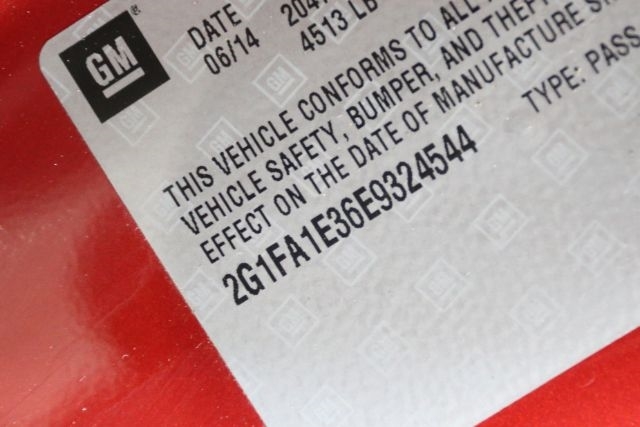 GM
DATE
06/14
204
4513 LB
THIS VEHICLE CONFORMS TO ALL
VEHICLE SAFETY, BUMPER, AND THEFT
EFFECT ON THE DATE OF MANUFACTURE
2G1FA1E36E9324544
TYPE: PASS